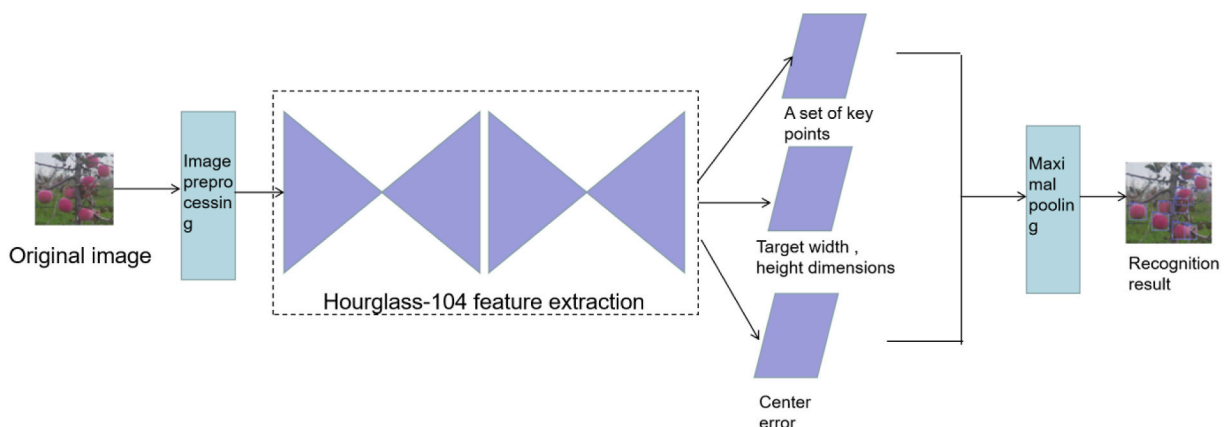 Original image
Image
prepro
cessin
g
Hourglass-104 feature extraction
A set of key
points
Target width ,
height dimensions
Center
error
Maxi
mal
poolin
g
Recognition
result